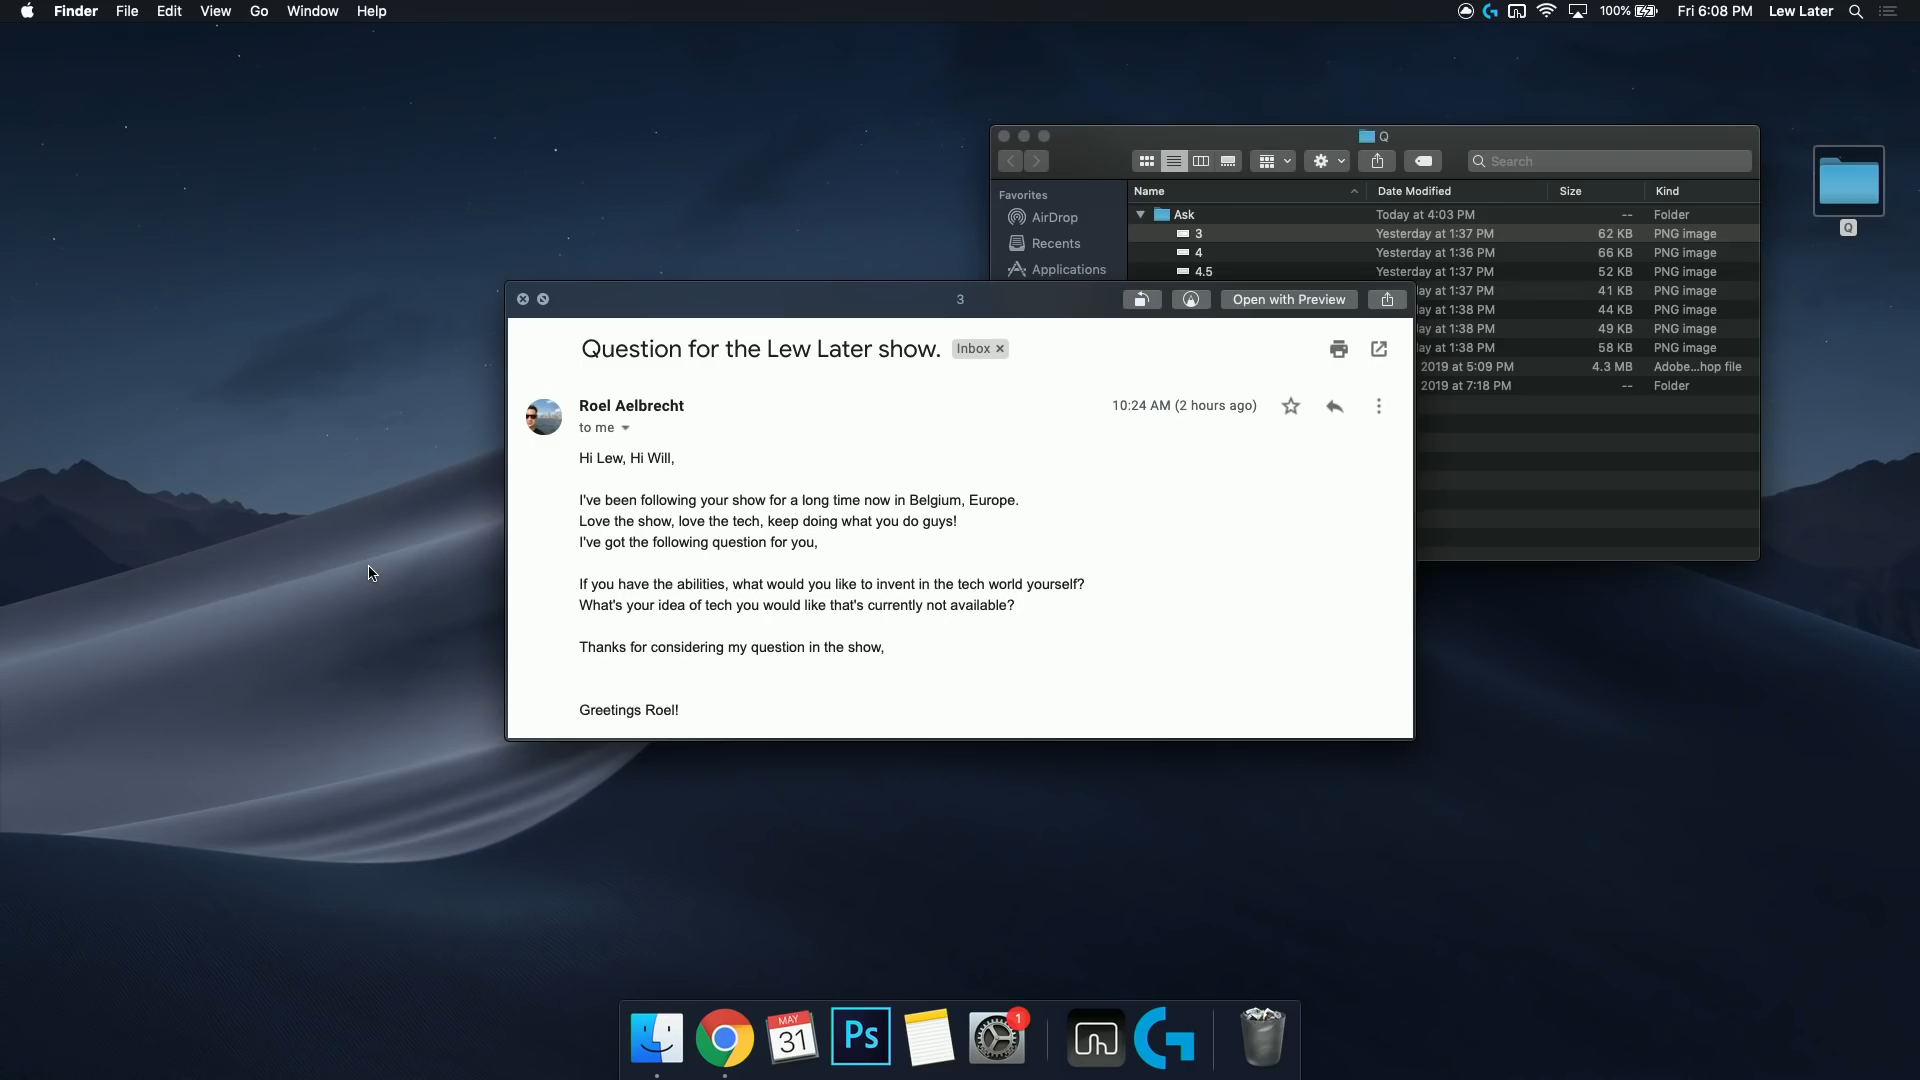 Finder File Edit View Go Window Help
100% Fri 6:08 PM Lew Later
Q
Search
Name Date Modified Size Kind
Favorites
AirDrop
Recents
Applications
Ask Today at 4:03 PM -- Folder
3 Yesterday at 1:37 PM 62 KB PNG image
4 Yesterday at 1:36 PM 66 KB PNG image
4.5 Yesterday at 1:37 PM 52 KB PNG image
ay at 1:37 PM 41 KB PNG image
ay at 1:38 PM 44 KB PNG image
ay at 1:38 PM 49 KB PNG image
ay at 1:38 PM 58 KB PNG image
2019 at 5:09 PM 4.3 MB Adobe...hop file
2019 at 7:18 PM -- Folder
Q
3
Open with Preview
Question for the Lew Later show. Inbox ×
Roel Aelbrecht 10:24 AM (2 hours ago)
to me
Hi Lew, Hi Will,
I've been following your show for a long time now in Belgium, Europe.
Love the show, love the tech, keep doing what you do guys!
I've got the following question for you,
If you have the abilities, what would you like to invent in the tech world yourself?
What's your idea of tech you would like that's currently not available?
Thanks for considering my question in the show,
Greetings Roel!
MAY
31
Ps
1